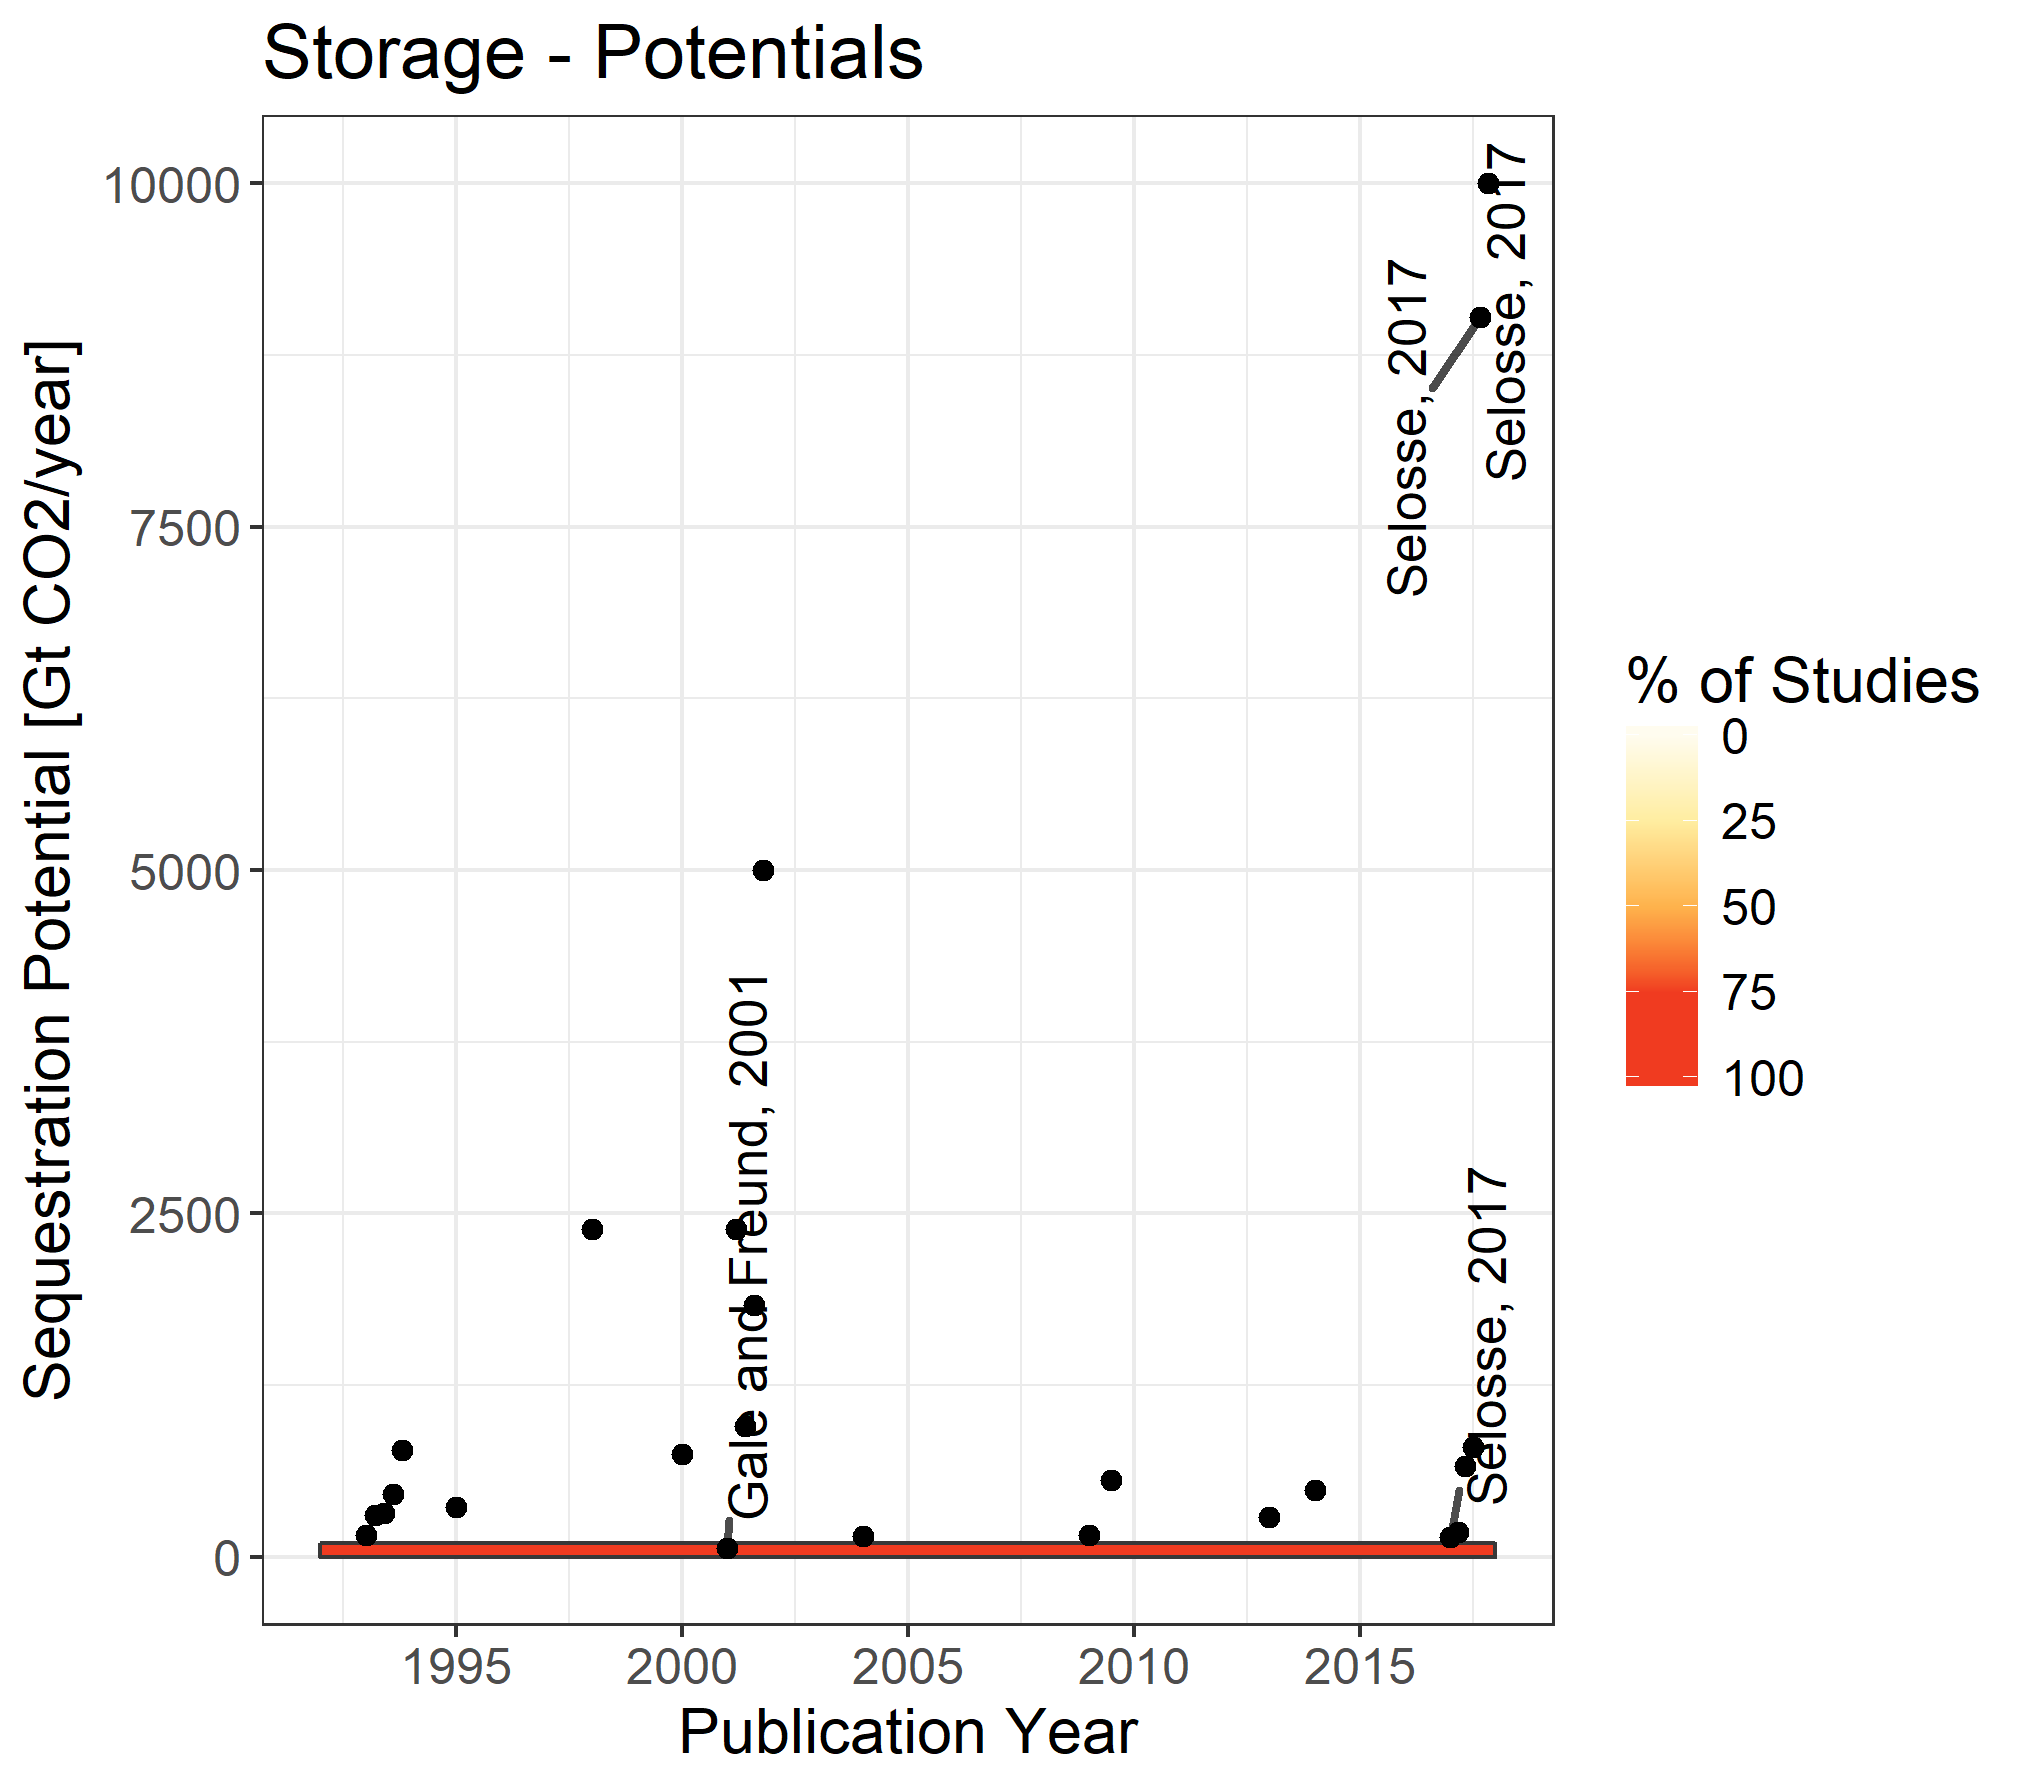 Storage - Potentials
Sequestration Potential [Gt CO2/year]
10000
7500
5000
2500
0
Selosse, 2017
Selosse, 2017
Gale and Freund, 2001
Selosse, 2017
1995
2000
2005
2010
2015
Publication Year
% of Studies
0
25
50
75
100